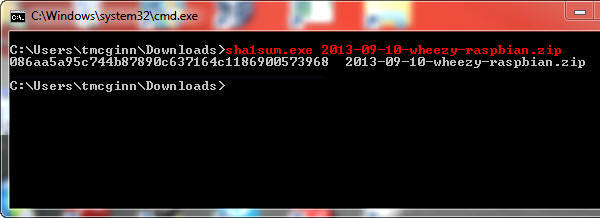 C:\Windows\system32\cmd.exe
C:\Users\tmcginn\Downloads>sha1sum.exe 2013-09-10-wheezy-raspbian.zip
086aa5a95c744b87890c637164c1186900573968  2013-09-10-wheezy-raspbian.zip
C:\Users\tmcginn\Downloads>